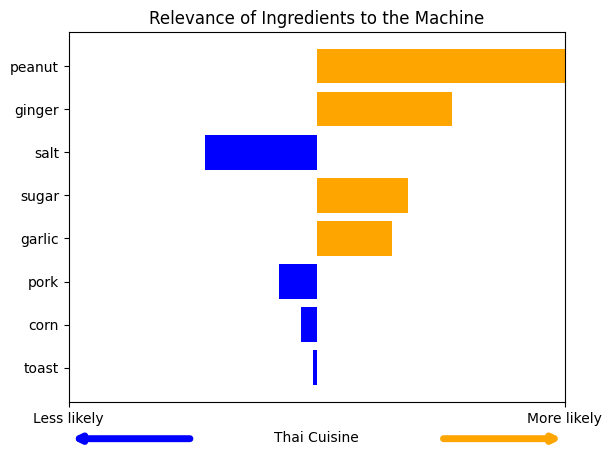 Relevance of Ingredients to the Machine
peanut
ginger
salt
sugar
garlic
pork
corn
toast
Less likely
More likely
Thai Cuisine